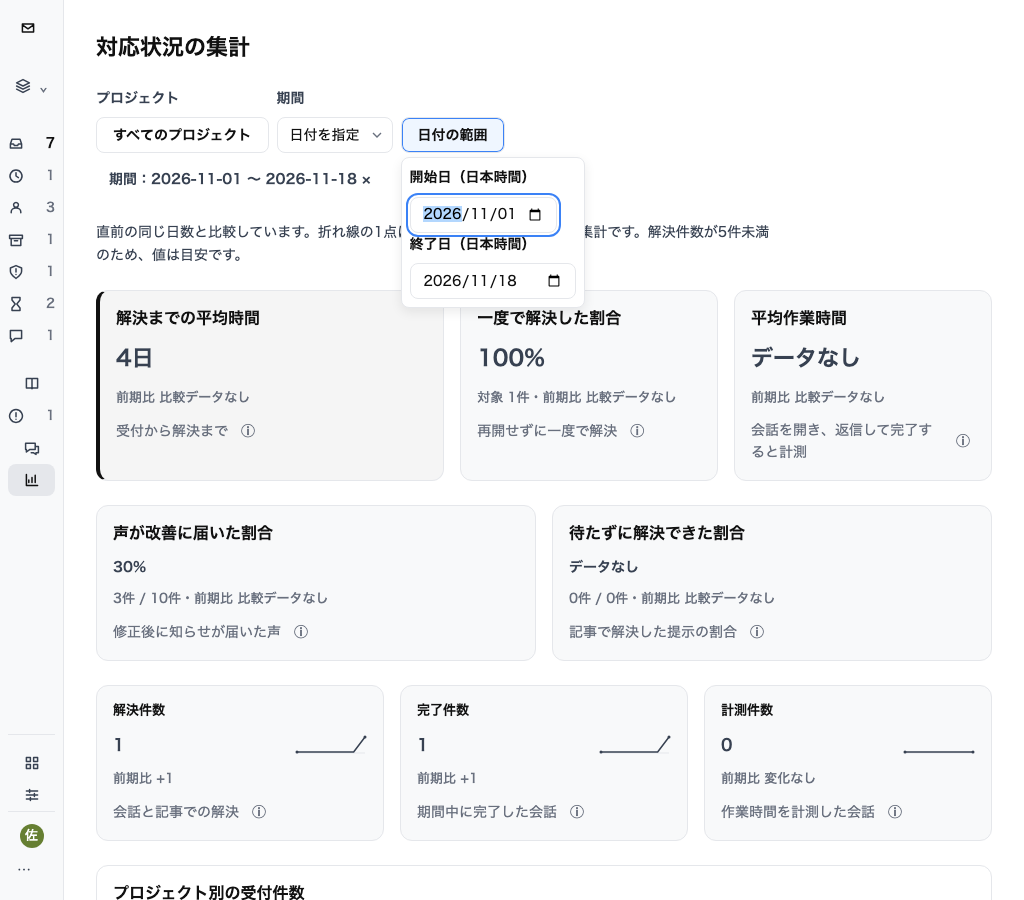 対応状況の集計
プロジェクト
期間
すべてのプロジェクト
日付を指定
日付の範囲
期間：2026-11-01 〜 2026-11-18 ×
開始日（日本時間）
2026/11/01
終了日（日本時間）
2026/11/18
直前の同じ日数と比較しています。折れ線の1点に
集計です。解決件数が5件未満
のため、値は目安です。
7
1
3
1
1
2
1
1
解決までの平均時間
4日
前期比 比較データなし
受付から解決まで
一度で解決した割合
100%
対象 1件・前期比 比較データなし
再開せずに一度で解決
平均作業時間
データなし
前期比 比較データなし
会話を開き、返信して完了す
ると計測
声が改善に届いた割合
30%
3件 / 10件・前期比 比較データなし
修正後に知らせが届いた声
待たずに解決できた割合
データなし
0件 / 0件・前期比 比較データなし
記事で解決した提示の割合
解決件数
1
前期比 +1
会話と記事での解決
完了件数
1
前期比 +1
期間中に完了した会話
計測件数
0
前期比 変化なし
作業時間を計測した会話
佐
…
プロジェクト別の受付件数